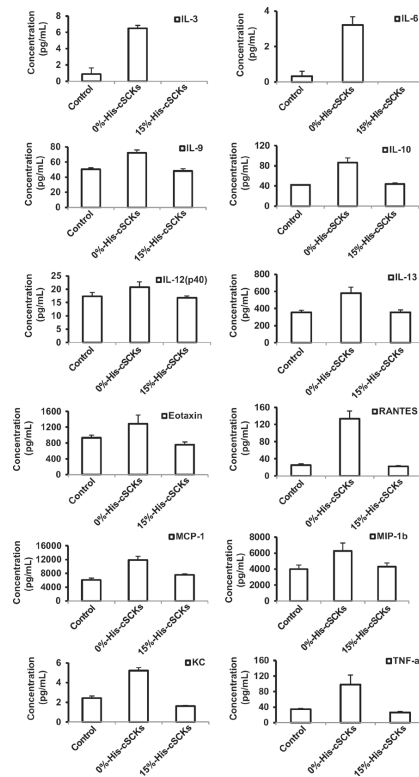 Concentration (pg/mL)
8
6
4
2
0
IL-3
Control
0%-His-cSCKs
15%-His-cSCKs
Concentration (pg/mL)
4
2
0
IL-6
Control
0%-His-cSCKs
15%-His-cSCKs
Concentration (pg/mL)
80
60
40
20
0
IL-9
Control
0%-His-cSCKs
15%-His-cSCKs
Concentration (pg/mL)
120
80
40
0
IL-10
Control
0%-His-cSCKs
15%-His-cSCKs
Concentration (pg/mL)
25
20
15
10
5
0
IL-12(p40)
Control
0%-His-cSCKs
15%-His-cSCKs
Concentration (pg/mL)
800
600
400
200
0
IL-13
Control
0%-His-cSCKs
15%-His-cSCKs
Concentration (pg/mL)
1600
1200
800
400
0
Eotaxin
Control
0%-His-cSCKs
15%-His-cSCKs
Concentration (pg/mL)
160
120
80
40
0
RANTES
Control
0%-His-cSCKs
15%-His-cSCKs
Concentration (pg/mL)
16000
12000
8000
4000
0
MCP-1
Control
0%-His-cSCKs
15%-His-cSCKs
Concentration (pg/mL)
8000
6000
4000
2000
0
MIP-1b
Control
0%-His-cSCKs
15%-His-cSCKs
Concentration (pg/mL)
6
4
2
0
KC
Control
0%-His-cSCKs
15%-His-cSCKs
Concentration (pg/mL)
160
120
80
40
0
TNF-a
Control
0%-His-cSCKs
15%-His-cSCKs